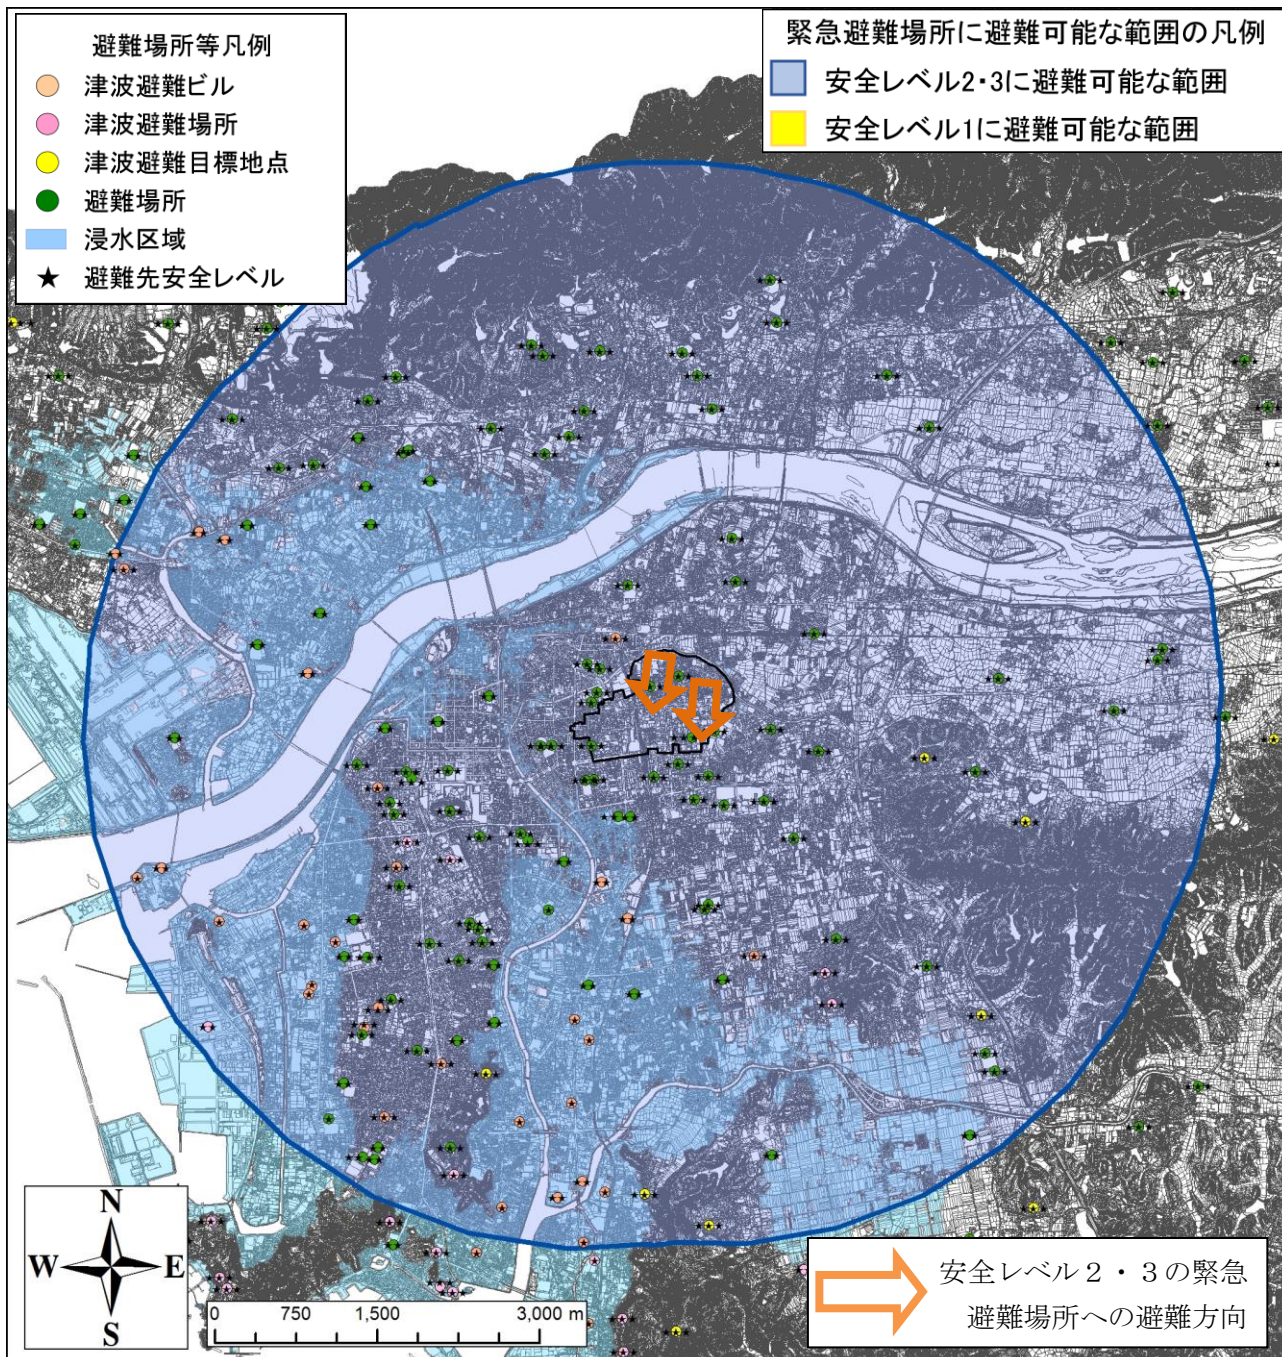 避難場所等凡例
津波避難ビル
津波避難場所
津波避難目標地点
避難場所
浸水区域
避難先安全レベル
緊急避難場所に避難可能な範囲の凡例
安全レベル2・3に避難可能な範囲
安全レベル1に避難可能な範囲
N
W E
S
0 750 1,500 3,000 m
安全レベル２・３の緊急
避難場所への避難方向